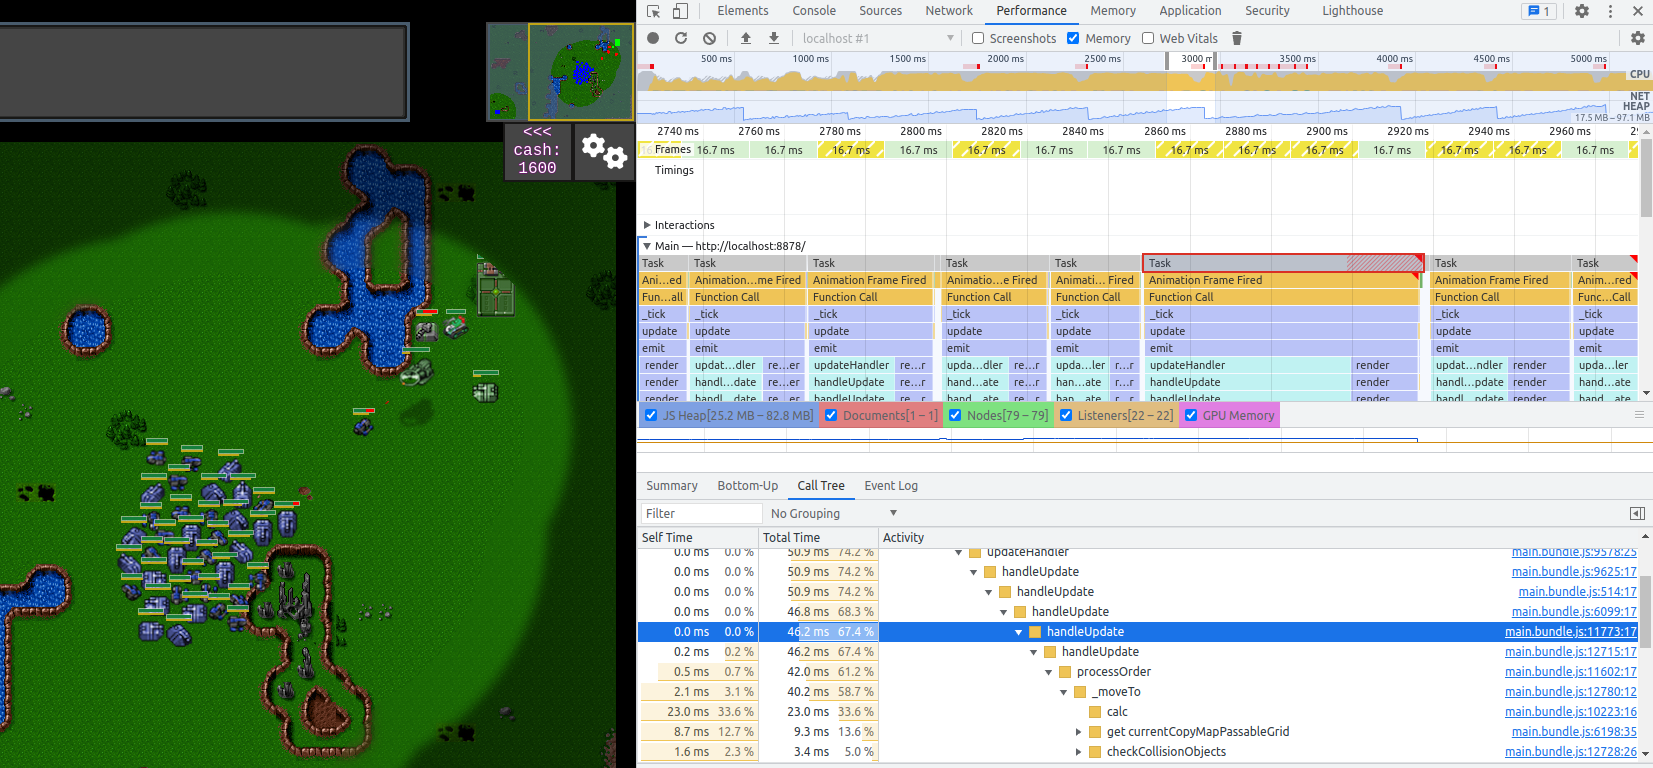 <<<
cash:
1600
Elements Console Sources Network Performance Memory Application Security Lighthouse 1
localhost #1 Screenshots Memory Web Vitals
500 ms 1000 ms 1500 ms 2000 ms 2500 ms 3000 m 3500 ms 4000 ms 4500 ms 5000 ms
CPU
NET
HEAP
17.5 MB – 97.1 MB
2740 ms 2760 ms 2780 ms 2800 ms 2820 ms 2840 ms 2860 ms 2880 ms 2900 ms 2920 ms 2940 ms 2960 ms
Frames 16.7 ms 16.7 ms 16.7 ms 16.7 ms 16.7 ms 16.7 ms 16.7 ms 16.7 ms 16.7 ms 16.7 ms 16.7 ms 16.7 ms 16.7 ms 16.7 ms
Timings
Interactions
Main — http://localhost:8878/
Task Task Task Task Task Task Task Task
Ani…ed Animation…me Fired Animation Frame Fired Animatio…e Fired Animati… Fired Animation Frame Fired Animation Frame Fired Anim…red
Fun…all Function Call Function Call Function Call Function Call Function Call Function Call Func…Call
_tick _tick _tick _tick _tick _tick _tick _tick
update update update update update update update update
emit emit emit emit emit emit emit emit
render updat…dler re…er updateHandler re…r upda…dler re…r upda…ler r…r updateHandler render updat…ndler render upda…ler
render handl…date re…er handleUpdate re…r hand…ate re…r han…ate r…r handleUpdate render handl…pdate render hand…ate
JS Heap[25.2 MB – 82.8 MB] Documents[1 – 1] Nodes[79 – 79] Listeners[22 – 22] GPU Memory
Summary Bottom-Up Call Tree Event Log
Filter No Grouping
Self Time Total Time Activity
0.0 ms 0.0 % 50.9 ms 74.2 % updateHandler main.bundle.js:9578:25
0.0 ms 0.0 % 50.9 ms 74.2 % handleUpdate main.bundle.js:9625:17
0.0 ms 0.0 % 50.9 ms 74.2 % handleUpdate main.bundle.js:514:17
0.0 ms 0.0 % 46.8 ms 68.3 % handleUpdate main.bundle.js:6099:17
0.0 ms 0.0 % 46.2 ms 67.4 % handleUpdate main.bundle.js:11773:17
0.2 ms 0.2 % 46.2 ms 67.4 % handleUpdate main.bundle.js:12715:17
0.5 ms 0.7 % 42.0 ms 61.2 % processOrder main.bundle.js:11602:17
2.1 ms 3.1 % 40.2 ms 58.7 % _moveTo main.bundle.js:12780:12
23.0 ms 33.6 % 23.0 ms 33.6 % calc main.bundle.js:10223:16
8.7 ms 12.7 % 9.3 ms 13.6 % get currentCopyMapPassableGrid main.bundle.js:6198:35
1.6 ms 2.3 % 3.4 ms 5.0 % checkCollisionObjects main.bundle.js:12728:26